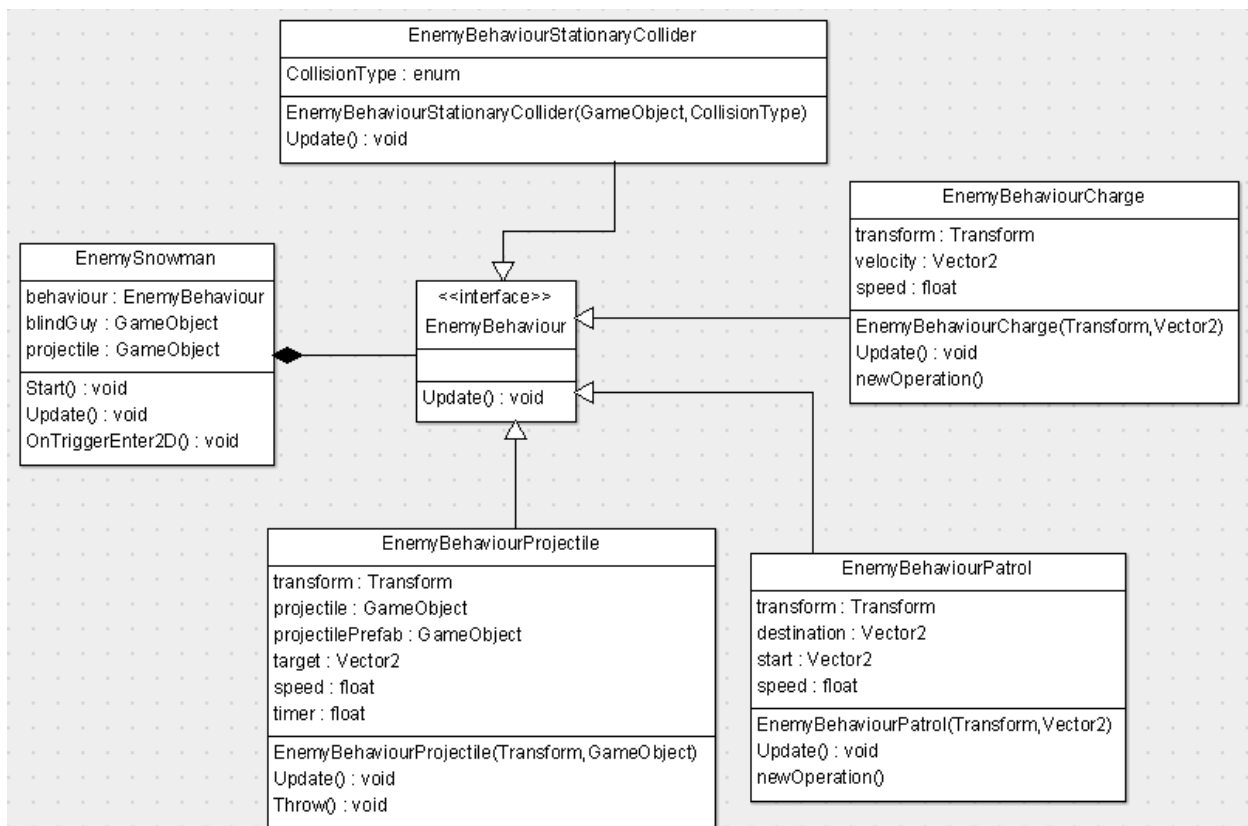 EnemyBehaviourStationaryCollider
CollisionType : enum
EnemyBehaviourStationaryCollider(GameObject,CollisionType)
Update() : void
EnemyBehaviourCharge
transform : Transform
velocity : Vector2
speed : float
EnemyBehaviourCharge(Transform,Vector2)
Update() : void
newOperation()
EnemySnowman
behaviour : EnemyBehaviour
blindGuy : GameObject
projectile : GameObject
Start() : void
Update() : void
OnTriggerEnter2D() : void
<<interface>>
EnemyBehaviour
Update() : void
EnemyBehaviourProjectile
transform : Transform
projectile : GameObject
projectilePrefab : GameObject
target : Vector2
speed : float
timer : float
EnemyBehaviourProjectile(Transform,GameObject)
Update() : void
Throw() : void
EnemyBehaviourPatrol
transform : Transform
destination : Vector2
start : Vector2
speed : float
EnemyBehaviourPatrol(Transform,Vector2)
Update() : void
newOperation()